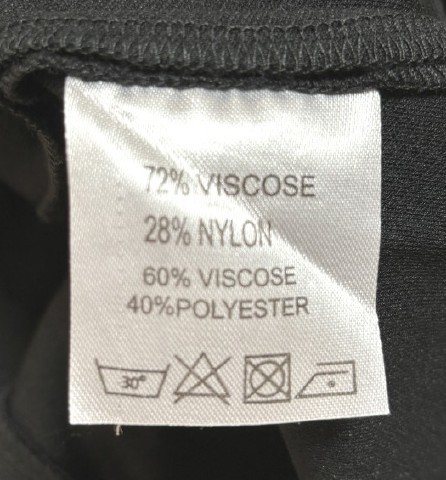 72% VISCOSE
28% NYLON
60% VISCOSE
40%POLYESTER
30°